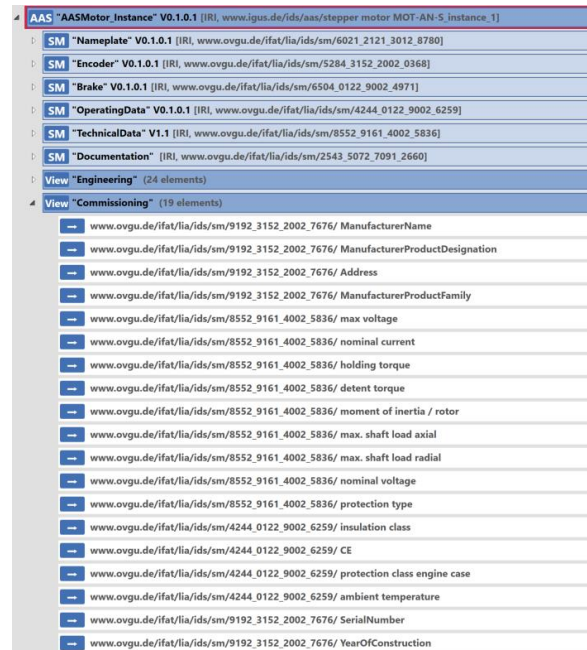 AAS "AASMotor_Instance" V0.1.0.1 [IRI, www.igus.de/ids/aas/stepper motor MOT-AN-S_instance_1]
SM "Nameplate" V0.1.0.1 [IRI, www.ovgu.de/ifat/lia/ids/sm/6021_2121_3012_8780]
SM "Encoder" V0.1.0.1 [IRI, www.ovgu.de/ifat/lia/ids/sm/5284_3152_2002_0368]
SM "Brake" V0.1.0.1 [IRI, www.ovgu.de/ifat/lia/ids/sm/6504_0122_9002_4971]
SM "OperatingData" V0.1.0.1 [IRI, www.ovgu.de/ifat/lia/ids/sm/4244_0122_9002_6259]
SM "TechnicalData" V1.1 [IRI, www.ovgu.de/ifat/lia/ids/sm/8552_9161_4002_5836]
SM "Documentation" [IRI, www.ovgu.de/ifat/lia/ids/sm/2543_5072_7091_2660]
View "Engineering" (24 elements)
View "Commissioning" (19 elements)
www.ovgu.de/ifat/lia/ids/sm/9192_3152_2002_7676/ ManufacturerName
www.ovgu.de/ifat/lia/ids/sm/9192_3152_2002_7676/ ManufacturerProductDesignation
www.ovgu.de/ifat/lia/ids/sm/9192_3152_2002_7676/ Address
www.ovgu.de/ifat/lia/ids/sm/9192_3152_2002_7676/ ManufacturerProductFamily
www.ovgu.de/ifat/lia/ids/sm/8552_9161_4002_5836/ max voltage
www.ovgu.de/ifat/lia/ids/sm/8552_9161_4002_5836/ nominal current
www.ovgu.de/ifat/lia/ids/sm/8552_9161_4002_5836/ holding torque
www.ovgu.de/ifat/lia/ids/sm/8552_9161_4002_5836/ detent torque
www.ovgu.de/ifat/lia/ids/sm/8552_9161_4002_5836/ moment of inertia / rotor
www.ovgu.de/ifat/lia/ids/sm/8552_9161_4002_5836/ max. shaft load axial
www.ovgu.de/ifat/lia/ids/sm/8552_9161_4002_5836/ max. shaft load radial
www.ovgu.de/ifat/lia/ids/sm/8552_9161_4002_5836/ nominal voltage
www.ovgu.de/ifat/lia/ids/sm/8552_9161_4002_5836/ protection type
www.ovgu.de/ifat/lia/ids/sm/4244_0122_9002_6259/ insulation class
www.ovgu.de/ifat/lia/ids/sm/4244_0122_9002_6259/ CE
www.ovgu.de/ifat/lia/ids/sm/4244_0122_9002_6259/ protection class engine case
www.ovgu.de/ifat/lia/ids/sm/4244_0122_9002_6259/ ambient temperature
www.ovgu.de/ifat/lia/ids/sm/9192_3152_2002_7676/ SerialNumber
www.ovgu.de/ifat/lia/ids/sm/9192_3152_2002_7676/ YearOfConstruction